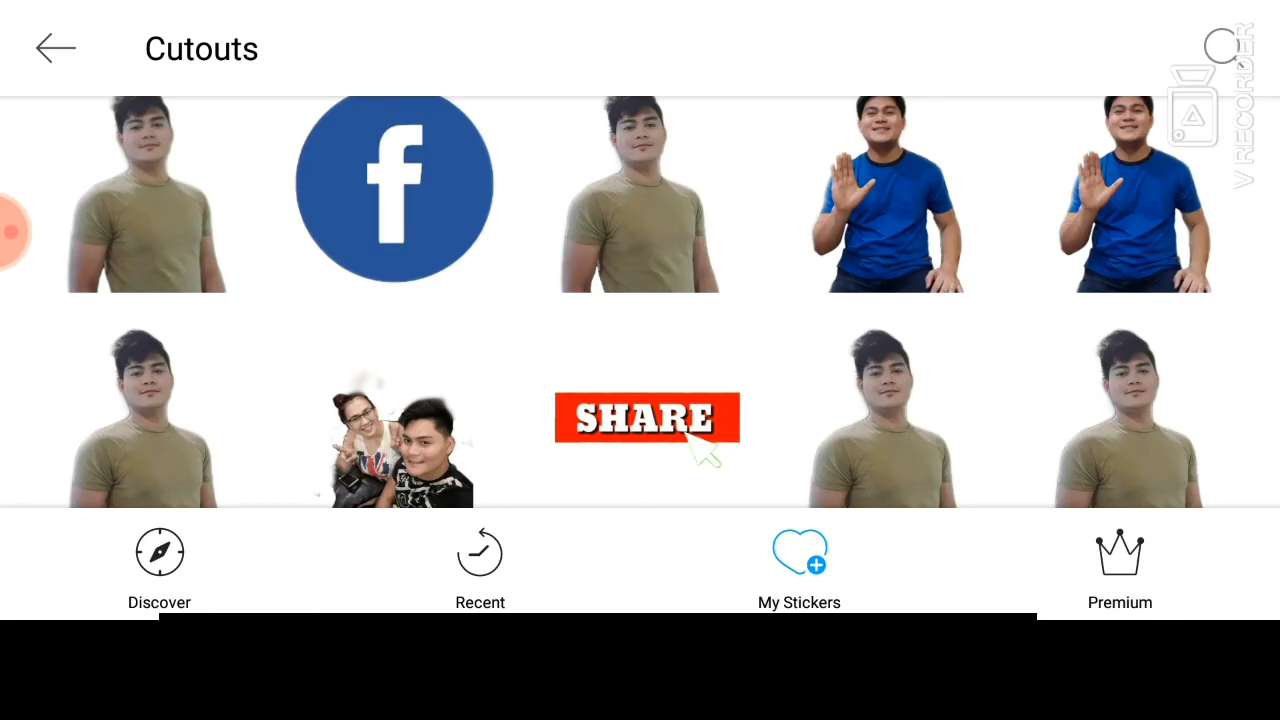 Cutouts
V RECORDER
f
SHARE
Discover
Recent
My Stickers
Premium